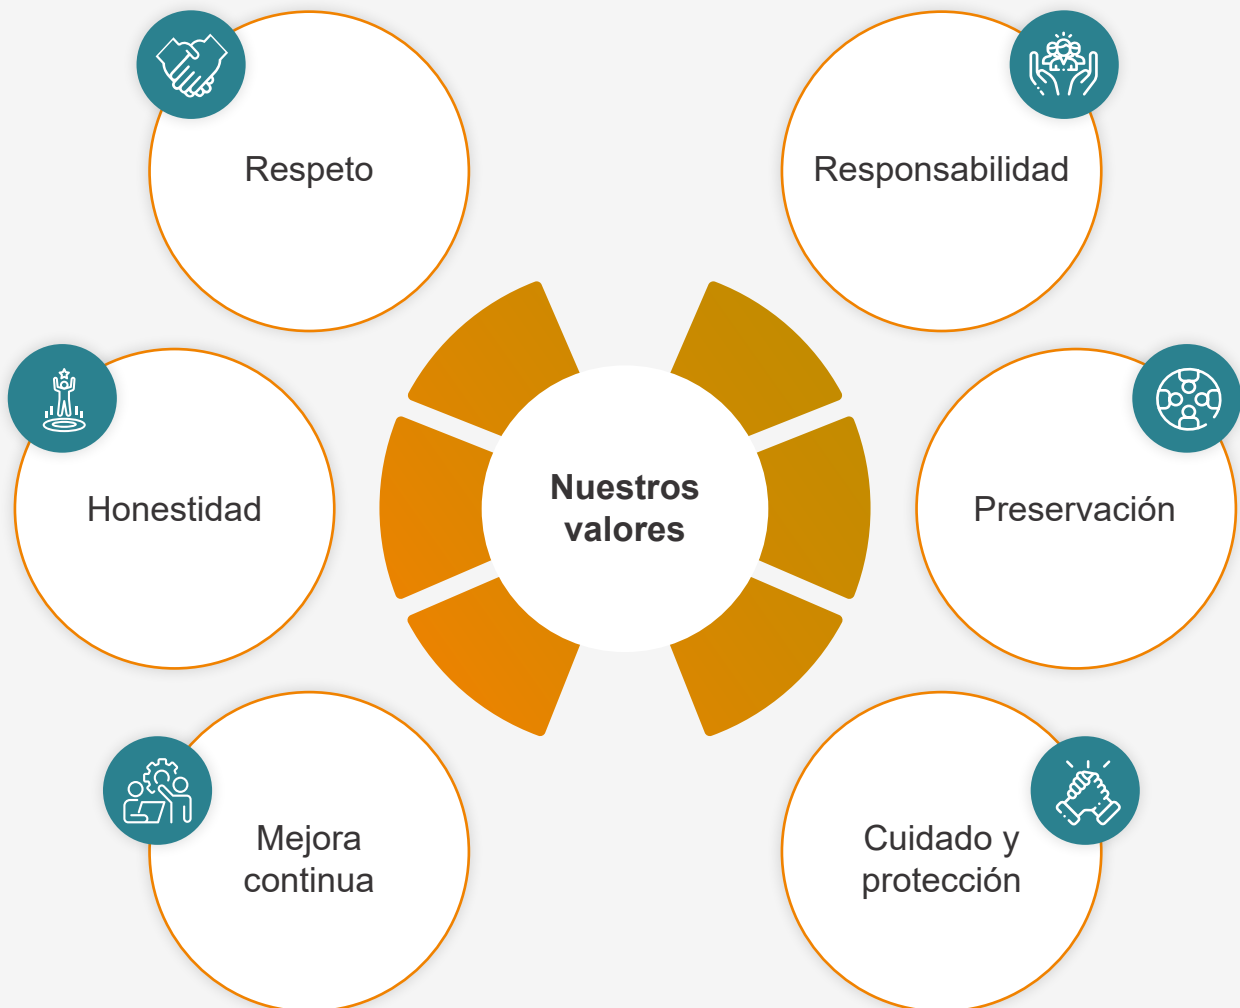 Respeto
Responsabilidad
Honestidad
Nuestros
valores
Preservación
Mejora
continua
Cuidado y
protección